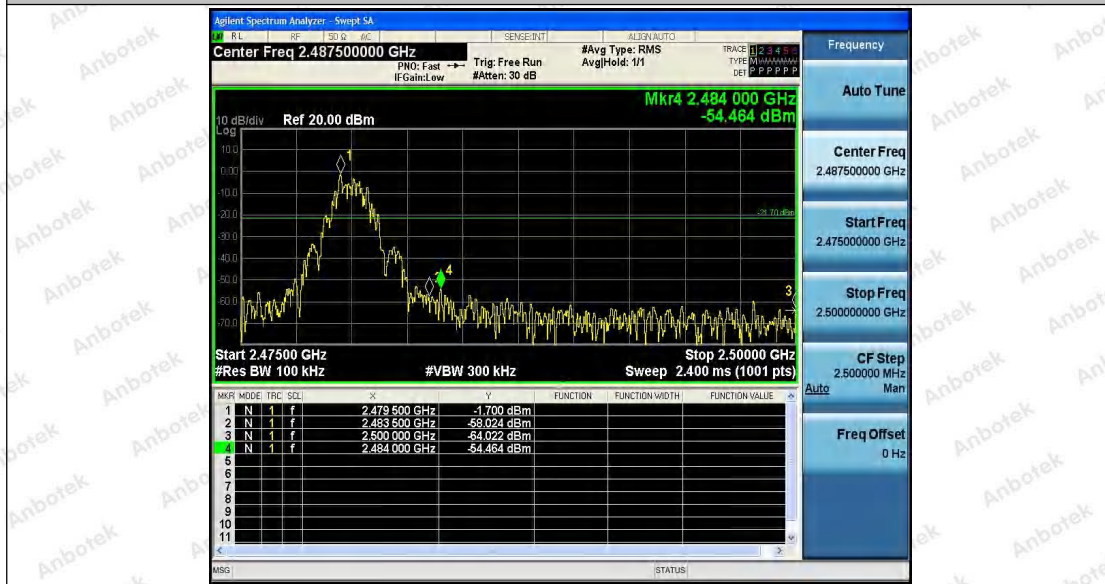 Agilent Spectrum Analyzer - Swept SA
RL RF 50 Ω AC SENSE:INT ALIGNAUTO
Center Freq 2.487500000 GHz
PNO: Fast
IFGain:Low
Trig: Free Run
#Atten: 30 dB
#Avg Type: RMS
Avg|Hold: 1/1
TRACE 1 2 3 4 5 6
TYPE M
DET P P P P P P
Mkr4 2.484 000 GHz
-54.464 dBm
10 dB/div Ref 20.00 dBm
Log
10.0
0.00
-10.0
-20.0
-30.0
-40.0
-50.0
-60.0
-70.0
1
4
3
-21.70 dBm
Start 2.47500 GHz Stop 2.50000 GHz
#Res BW 100 kHz #VBW 300 kHz Sweep 2.400 ms (1001 pts)
MKR MODE TRC SCL X Y FUNCTION FUNCTION WIDTH FUNCTION VALUE
1 N 1 f 2.479 500 GHz -1.700 dBm
2 N 1 f 2.483 500 GHz -58.024 dBm
3 N 1 f 2.500 000 GHz -64.022 dBm
4 N 1 f 2.484 000 GHz -54.464 dBm
5
6
7
8
9
10
11
MSG STATUS
Frequency
Auto Tune
Center Freq
2.487500000 GHz
Start Freq
2.475000000 GHz
Stop Freq
2.500000000 GHz
CF Step
2.500000 MHz
Auto Man
Freq Offset
0 Hz
Anbotek